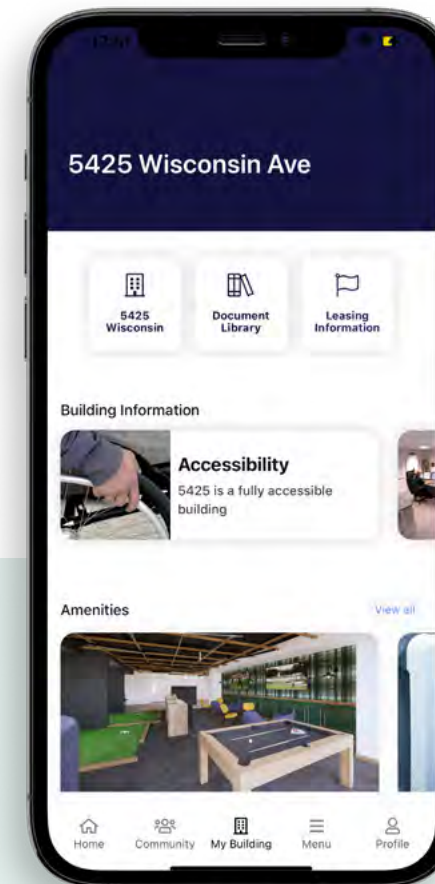 5425 Wisconsin Ave
5425
Wisconsin
Document
Library
Leasing
Information
Building Information
Accessibility
5425 is a fully accessible
building
Amenities
View all
Home
Community
My Building
Menu
Profile